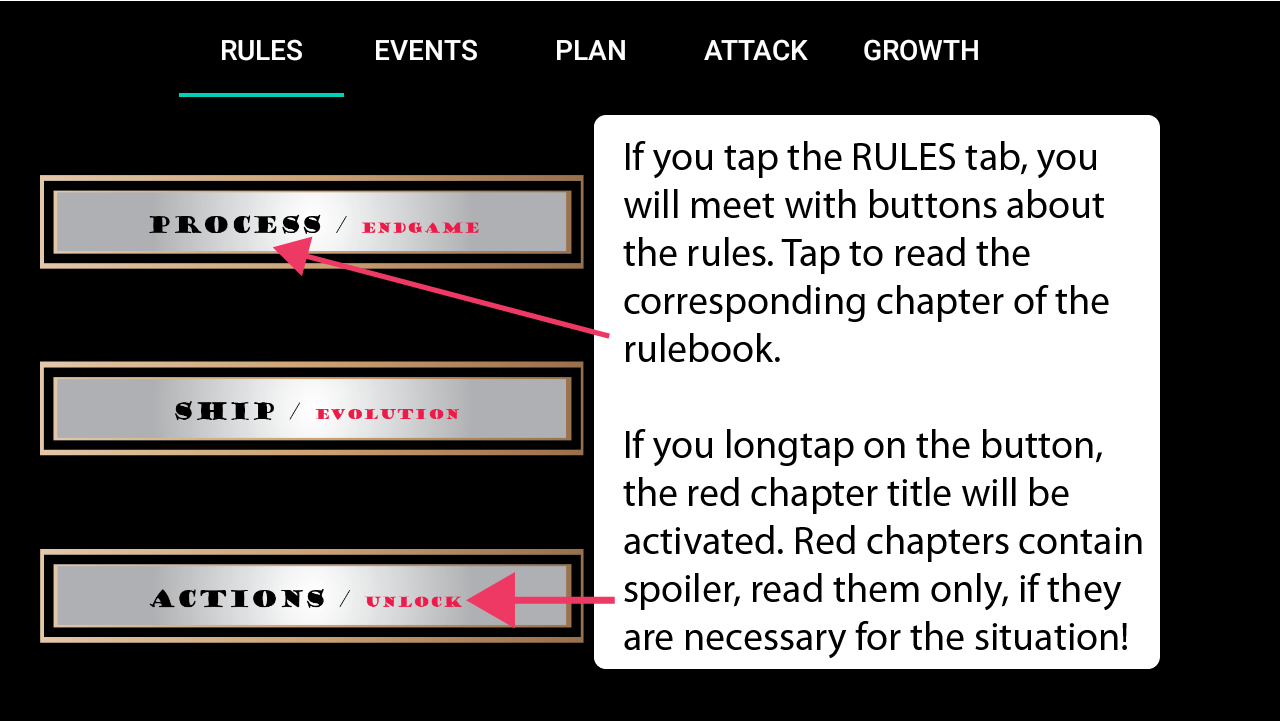 RULES EVENTS PLAN ATTACK GROWTH
PROCESS / ENDGAME
SHIP / EVOLUTION
ACTIONS / UNLOCK
If you tap the RULES tab, you
will meet with buttons about
the rules. Tap to read the
corresponding chapter of the
rulebook.
If you longtap on the button,
the red chapter title will be
activated. Red chapters contain
spoiler, read them only, if they
are necessary for the situation!